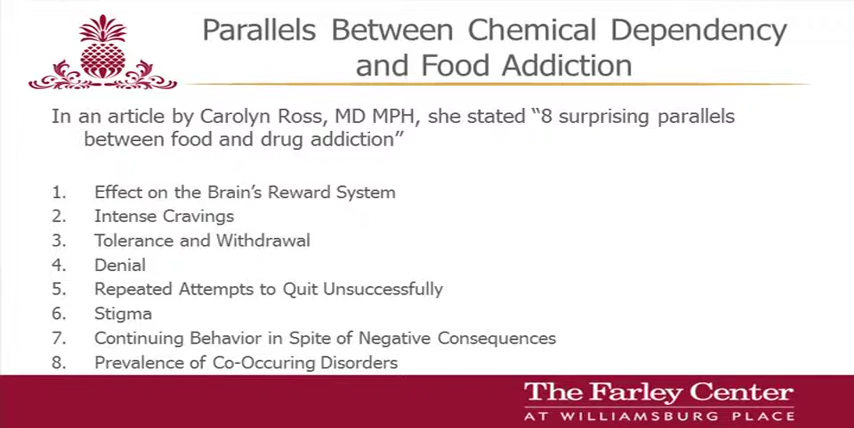 Parallels Between Chemical Dependency
and Food Addiction
In an article by Carolyn Ross, MD MPH, she stated “8 surprising parallels
between food and drug addiction”
1. Effect on the Brain’s Reward System
2. Intense Cravings
3. Tolerance and Withdrawal
4. Denial
5. Repeated Attempts to Quit Unsuccessfully
6. Stigma
7. Continuing Behavior in Spite of Negative Consequences
8. Prevalence of Co-Occuring Disorders
The Farley Center
AT WILLIAMSBURG PLACE